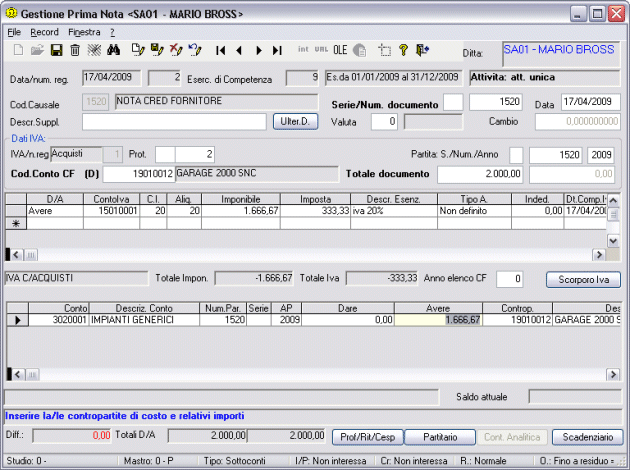 Gestione Prima Nota <SA01 - MARIO BROSS>
File Record Finestra ?
int URL OLE Ditta: SA01 - MARIO BROSS
Data/num. reg. 17/04/2009 2 Eserc. di Competenza 9 Es.da 01/01/2009 al 31/12/2009 Attivita: att. unica
Cod.Causale 1520 NOTA CRED FORNITORE Serie/Num. documento 1520 Data 17/04/2009
Descr.Suppl. Ulter.D. Valuta 0 Cambio 0,000000000
Dati IVA:
IVA/n.reg Acquisti 1 Prot. 2 Partita: S./Num./Anno 1520 2009
Cod.Conto CF (D) 19010012 GARAGE 2000 SNC Totale documento 2.000,00 0,00
D/A ContoIva C.I. Aliq. Imponibile Imposta Descr. Esenz. Tipo A. Inded. Dt.Comp.I
Avere 15010001 20 20 1.666,67 333,33 iva 20% Non definito 0,00 17/04/200
IVA C/ACQUISTI Totale Impon. -1.666,67 Totale Iva -333,33 Anno elenco CF 0 Scorporo Iva
Conto Descriz. Conto Num.Par. Serie AP Dare Avere Controp. Des
3020001 IMPIANTI GENERICI 1520 2009 0,00 1.666,67 19010012 GARAGE 2000 S
Saldo attuale
Inserire la/le contropartite di costo e relativi importi
Diff.: 0,00 Totali D/A 2.000,00 2.000,00 Prof/Rit/Cesp Partitario Cont. Analitica Scadenziario
Studio: 0 - Mastro: 0 - P Tipo: Sottoconti I/P: Non interessa Cr: Non interessa R.: Normale O.: Fino a residuo =